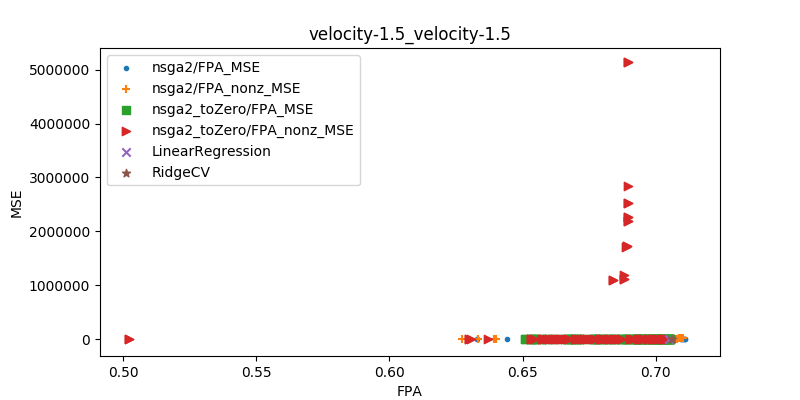 velocity-1.5_velocity-1.5
nsga2/FPA_MSE
nsga2/FPA_nonz_MSE
nsga2_toZero/FPA_MSE
nsga2_toZero/FPA_nonz_MSE
LinearRegression
RidgeCV
MSE
5000000
4000000
3000000
2000000
1000000
0
0.50 0.55 0.60 0.65 0.70
FPA